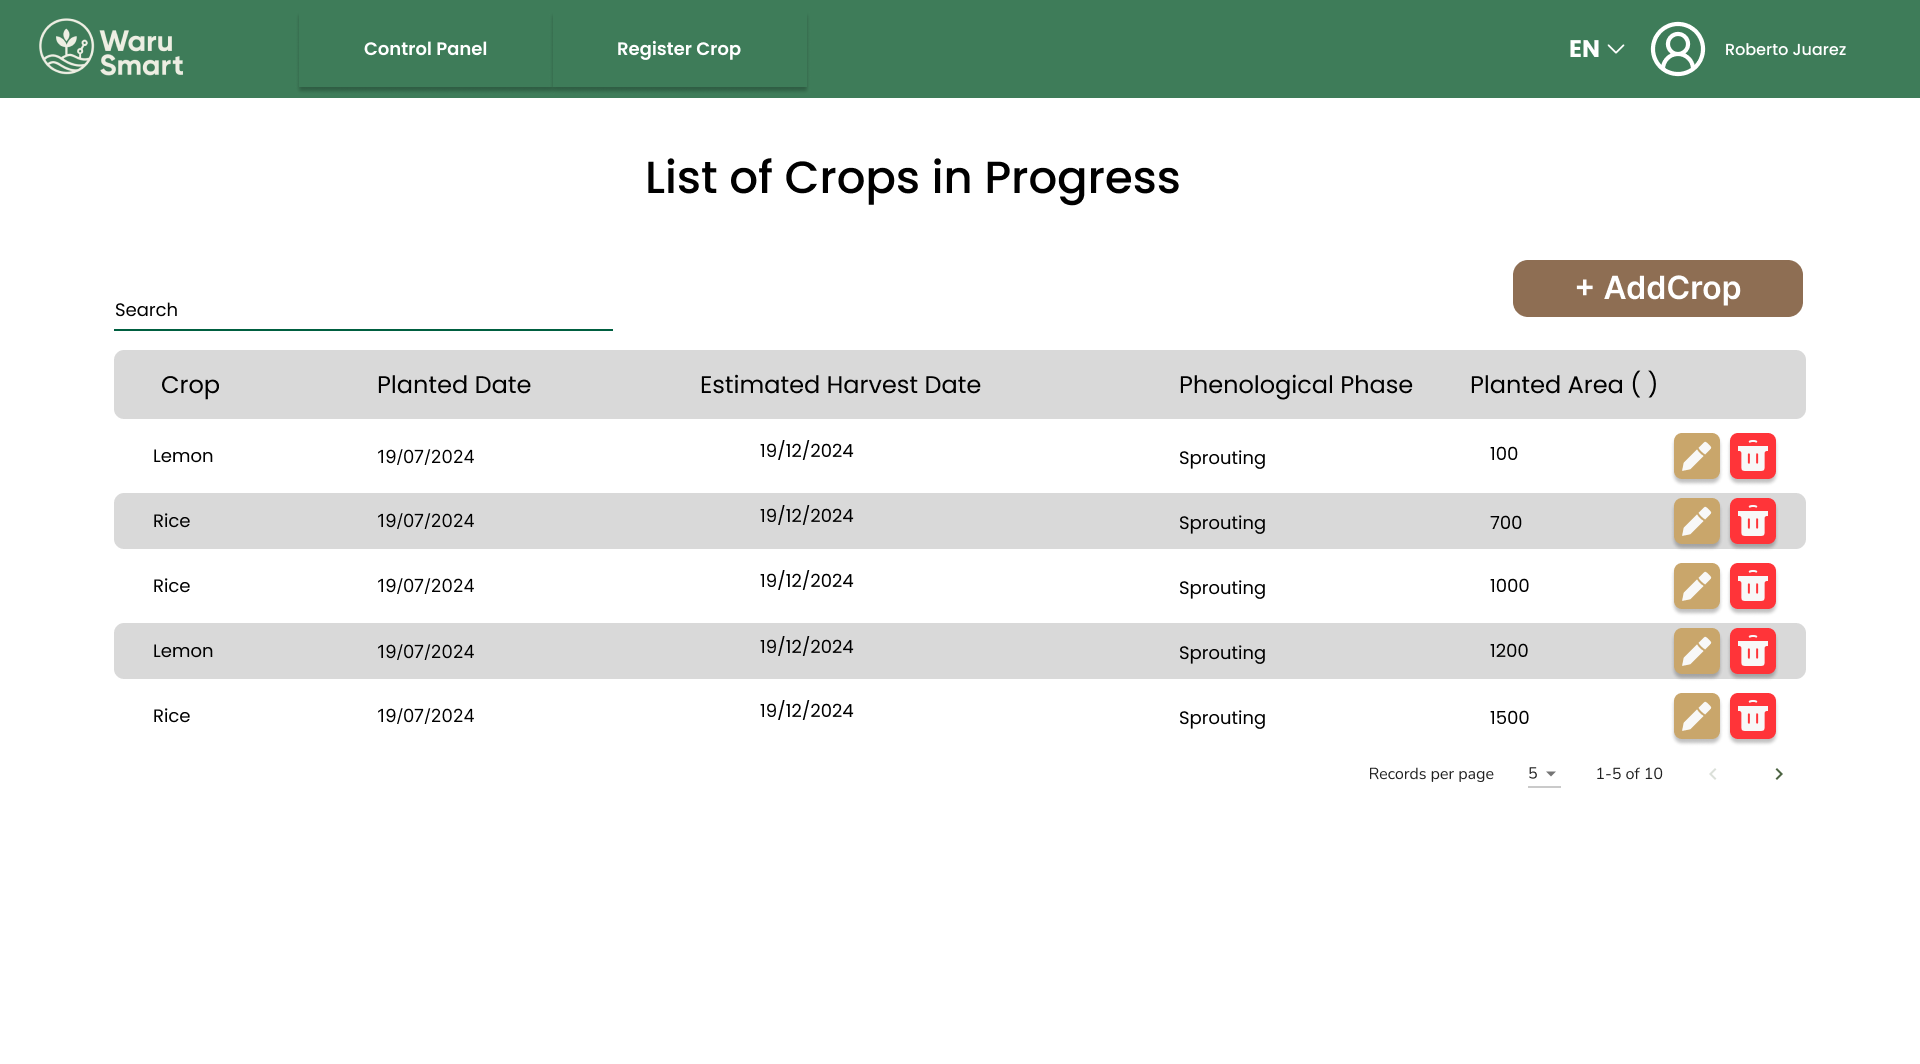 Waru
Smart
Control Panel
Register Crop
EN
Roberto Juarez
List of Crops in Progress
+ AddCrop
Search
Crop Planted Date Estimated Harvest Date Phenological Phase Planted Area ( )
Lemon 19/07/2024 19/12/2024 Sprouting 100
Rice 19/07/2024 19/12/2024 Sprouting 700
Rice 19/07/2024 19/12/2024 Sprouting 1000
Lemon 19/07/2024 19/12/2024 Sprouting 1200
Rice 19/07/2024 19/12/2024 Sprouting 1500
Records per page 5 1-5 of 10